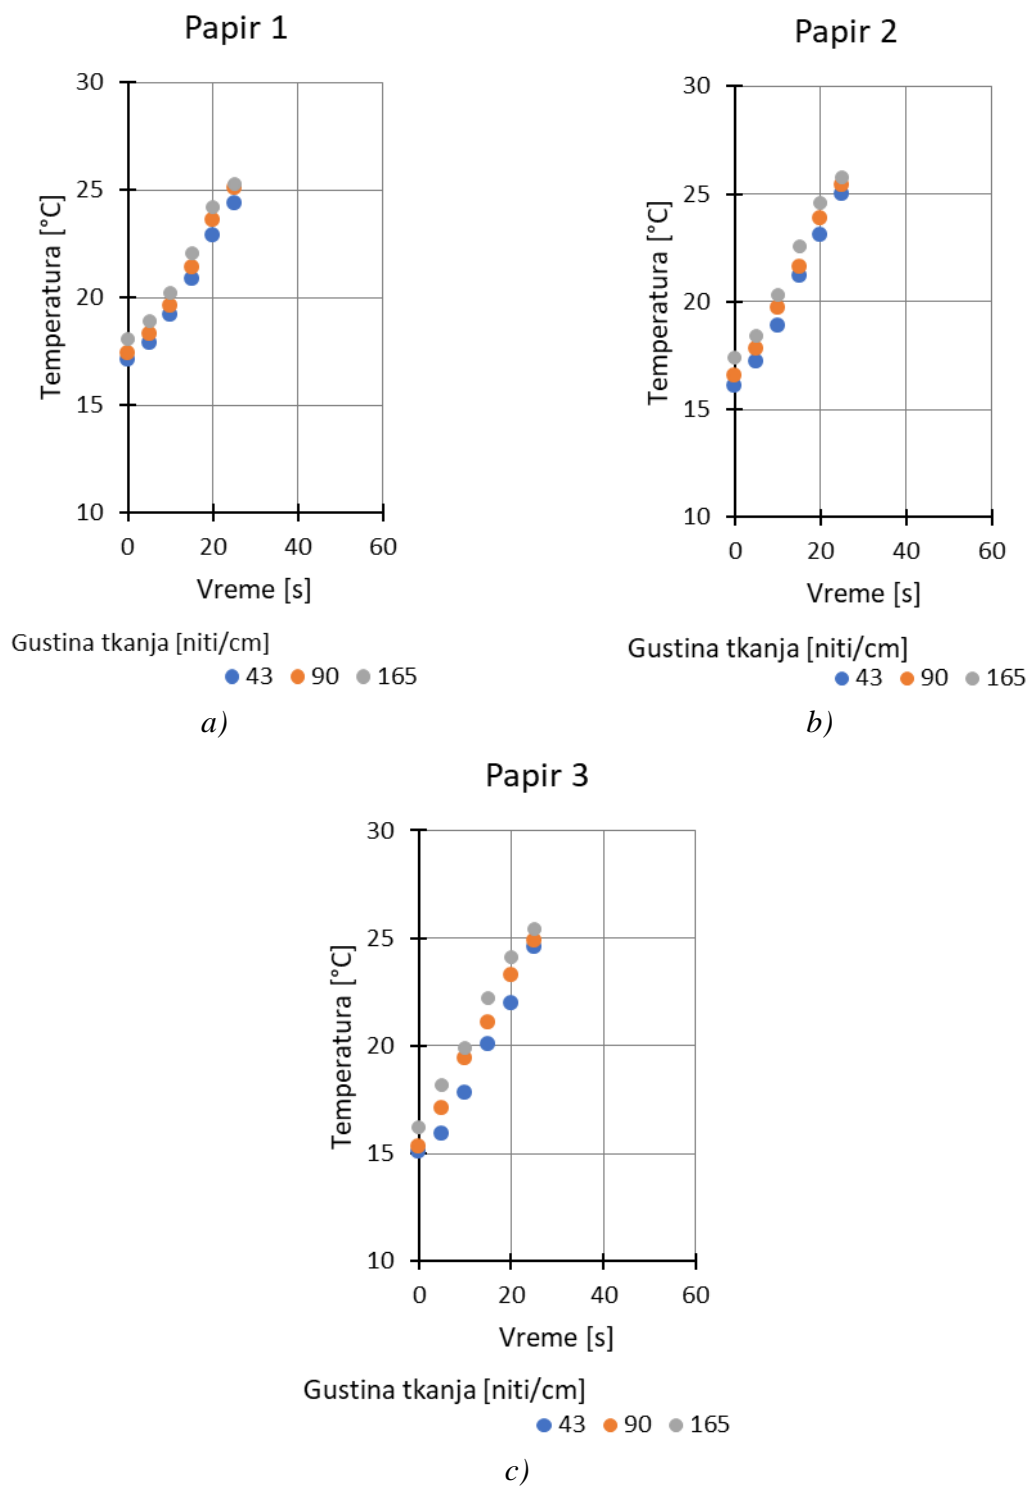 Papir 1
30
25
20
15
10
Temperatura [°C]
0 20 40 60
Vreme [s]
Gustina tkanja [niti/cm]
43 90 165
a)
Papir 2
30
25
20
15
10
Temperatura [°C]
0 20 40 60
Vreme [s]
Gustina tkanja [niti/cm]
43 90 165
b)
Papir 3
30
25
20
15
10
Temperatura [°C]
0 20 40 60
Vreme [s]
Gustina tkanja [niti/cm]
43 90 165
c)